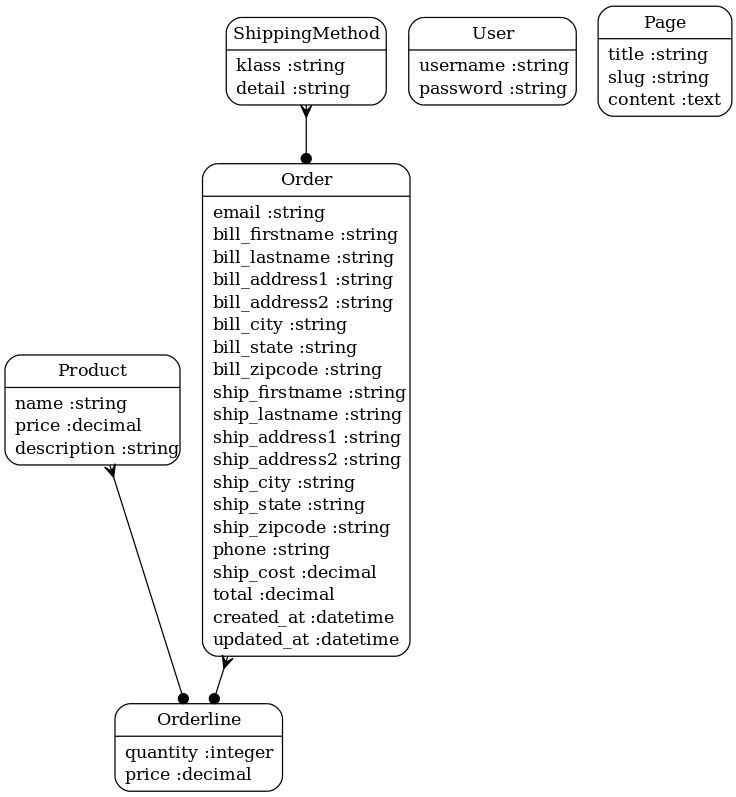 ShippingMethod
klass :string
detail :string
User
username :string
password :string
Page
title :string
slug :string
content :text
Order
email :string
bill_firstname :string
bill_lastname :string
bill_address1 :string
bill_address2 :string
bill_city :string
bill_state :string
bill_zipcode :string
ship_firstname :string
ship_lastname :string
ship_address1 :string
ship_address2 :string
ship_city :string
ship_state :string
ship_zipcode :string
phone :string
ship_cost :decimal
total :decimal
created_at :datetime
updated_at :datetime
Product
name :string
price :decimal
description :string
Orderline
quantity :integer
price :decimal